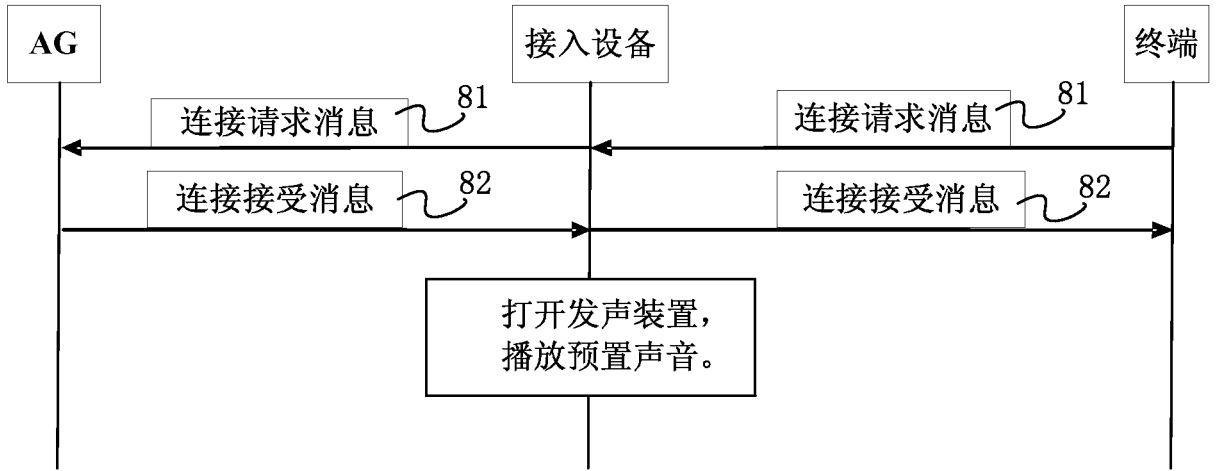 AG
接入设备
终端
连接请求消息
81
连接请求消息
81
连接接受消息
82
连接接受消息
82
打开发声装置，
播放预置声音。